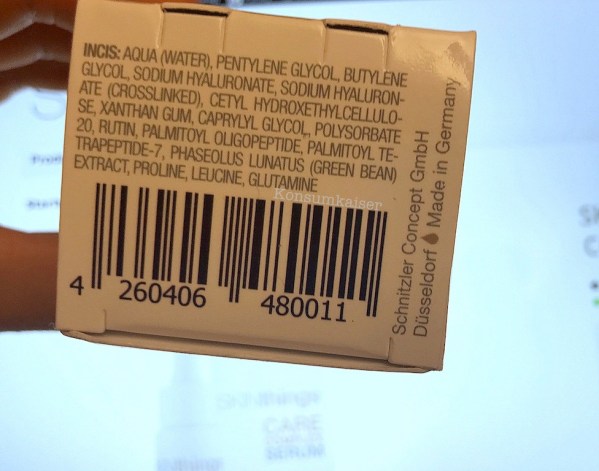 INCIS: AQUA (WATER), PENTYLENE GLYCOL, BUTYLENE
GLYCOL, SODIUM HYALURONATE, SODIUM HYALURON-
ATE (CROSSLINKED), CETYL HYDROXETHYLCELLULO-
SE, XANTHAN GUM, CAPRYLYL GLYCOL, POLYSORBATE
20, RUTIN, PALMITOYL OLIGOPEPTIDE, PALMITOYL TE-
TRAPEPTIDE-7, PHASEOLUS LUNATUS (GREEN BEAN)
EXTRACT, PROLINE, LEUCINE, GLUTAMINE
Konsumkaiser
4 260406 480011
Schnitzler Concept GmbH
Düsseldorf Made in Germany
CARE
SERUM